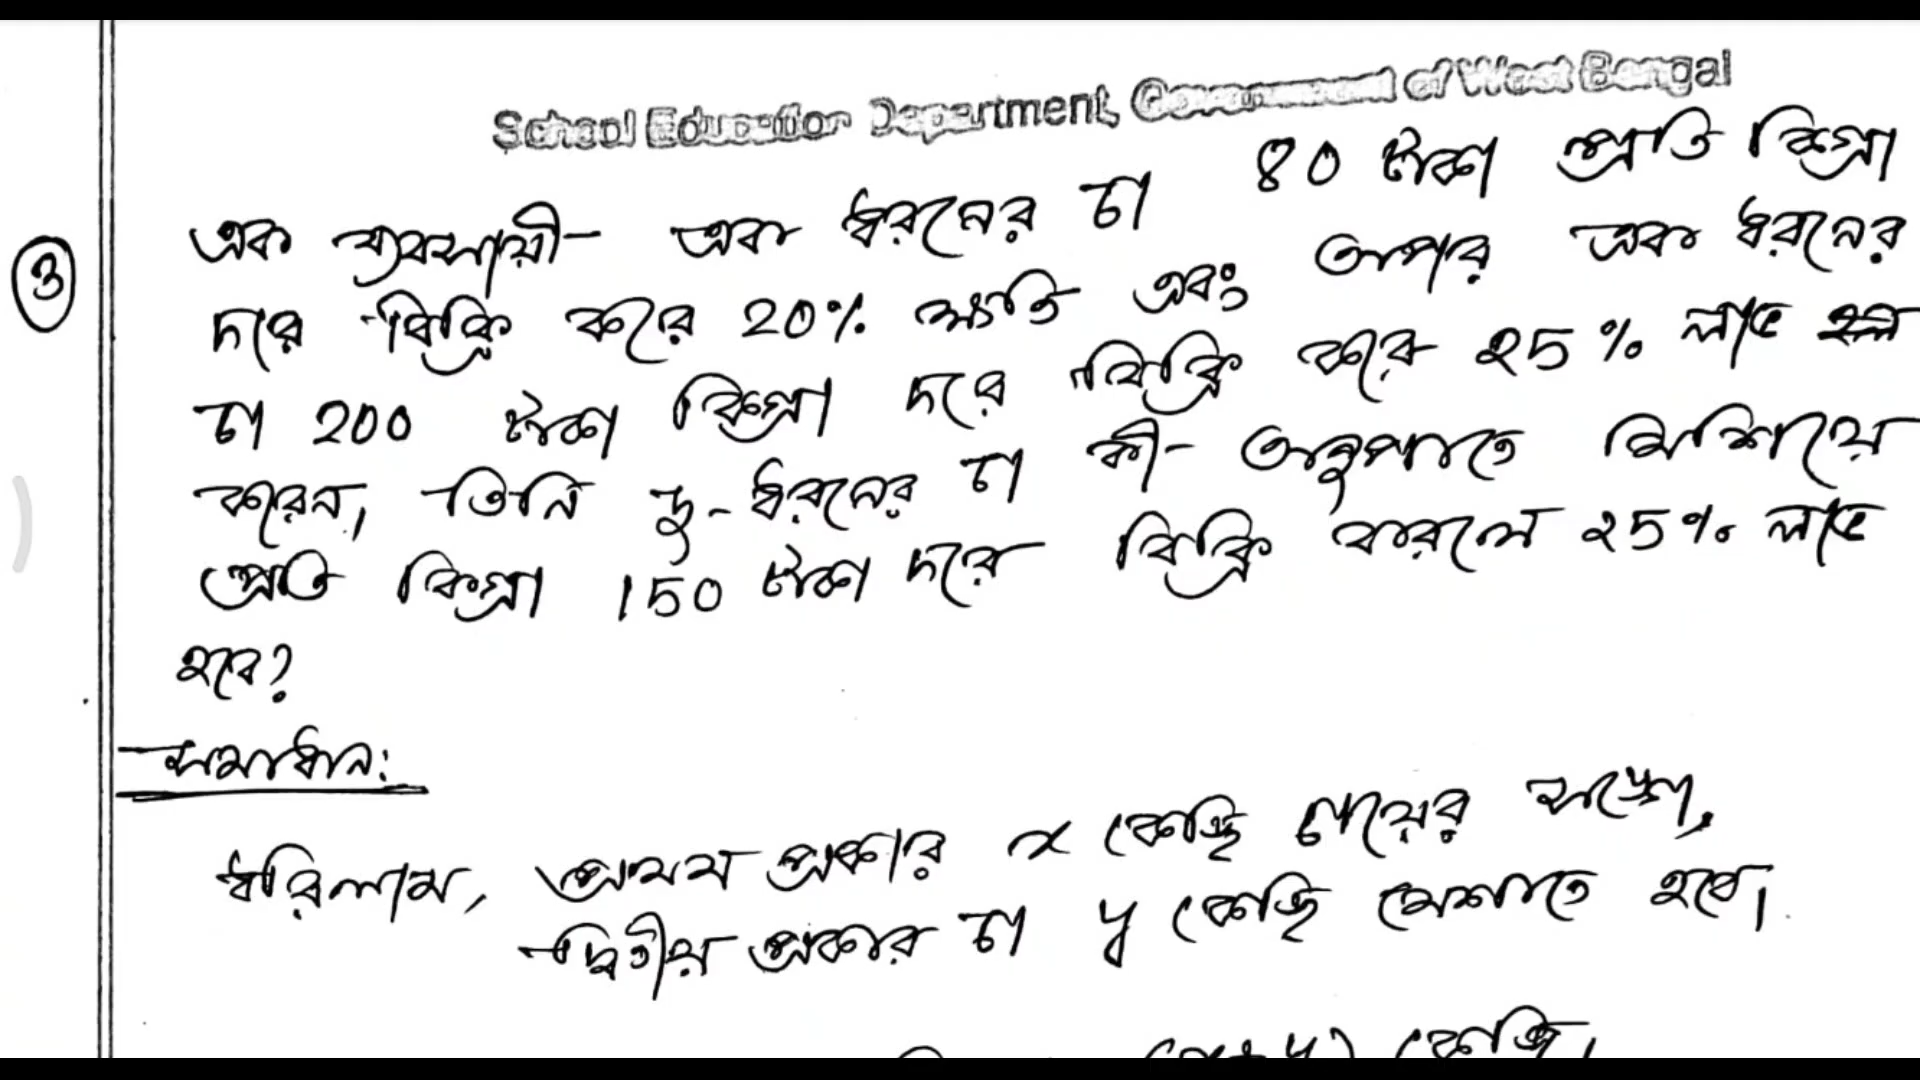 School Education Department, Government of West Bengal
৩ এক ব্যবসায়ী এক ধরনের চা 80 টাকা প্রতি কিগ্রা
দরে বিক্রি করে 20% ক্ষতি এবং অপর এক ধরনের
চা 200 টাকা কিগ্রা দরে বিক্রি করে 25% লাভ
করেন, তিনি দু-ধরনের চা কী অনুপাতে মিশিয়ে
প্রতি কিগ্রা 150 টাকা দরে বিক্রি করলে 25% লাভ
হবে?
সমাধান:
ধরিলাম, প্রথম প্রকার x কেজি চায়ের সঙ্গে,
দ্বিতীয় প্রকার চা y কেজি মেশাতে হবে।
(x+y) কেজি।